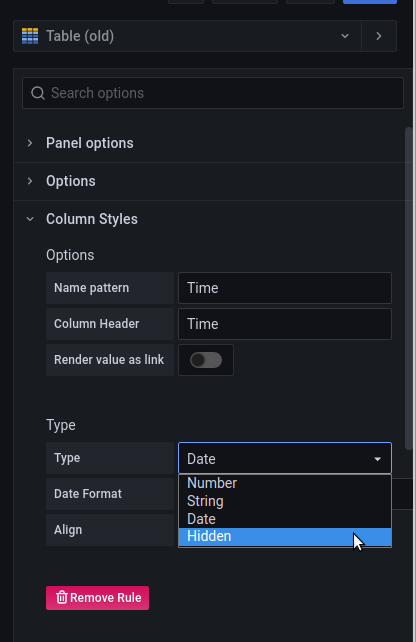 Table (old)
Search options
Panel options
Options
Column Styles
Options
Name pattern Time
Column Header Time
Render value as link
Type
Type Date
Number
Date Format String
Date
Align Hidden
Remove Rule